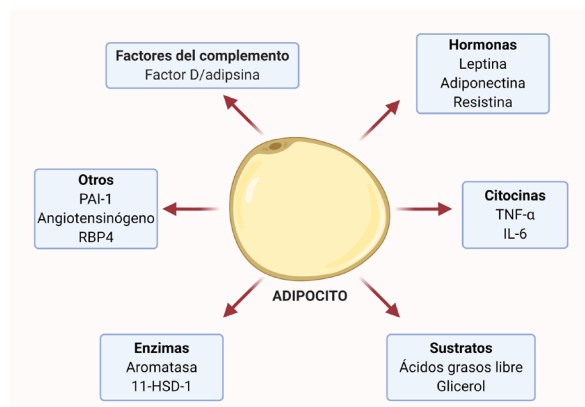 Factores del complemento
Factor D/adipsina
Hormonas
Leptina
Adiponectina
Resistina
Otros
PAI-1
Angiotensinógeno
RBP4
Citocinas
TNF-α
IL-6
ADIPOCITO
Enzimas
Aromatasa
11-HSD-1
Sustratos
Ácidos grasos libre
Glicerol